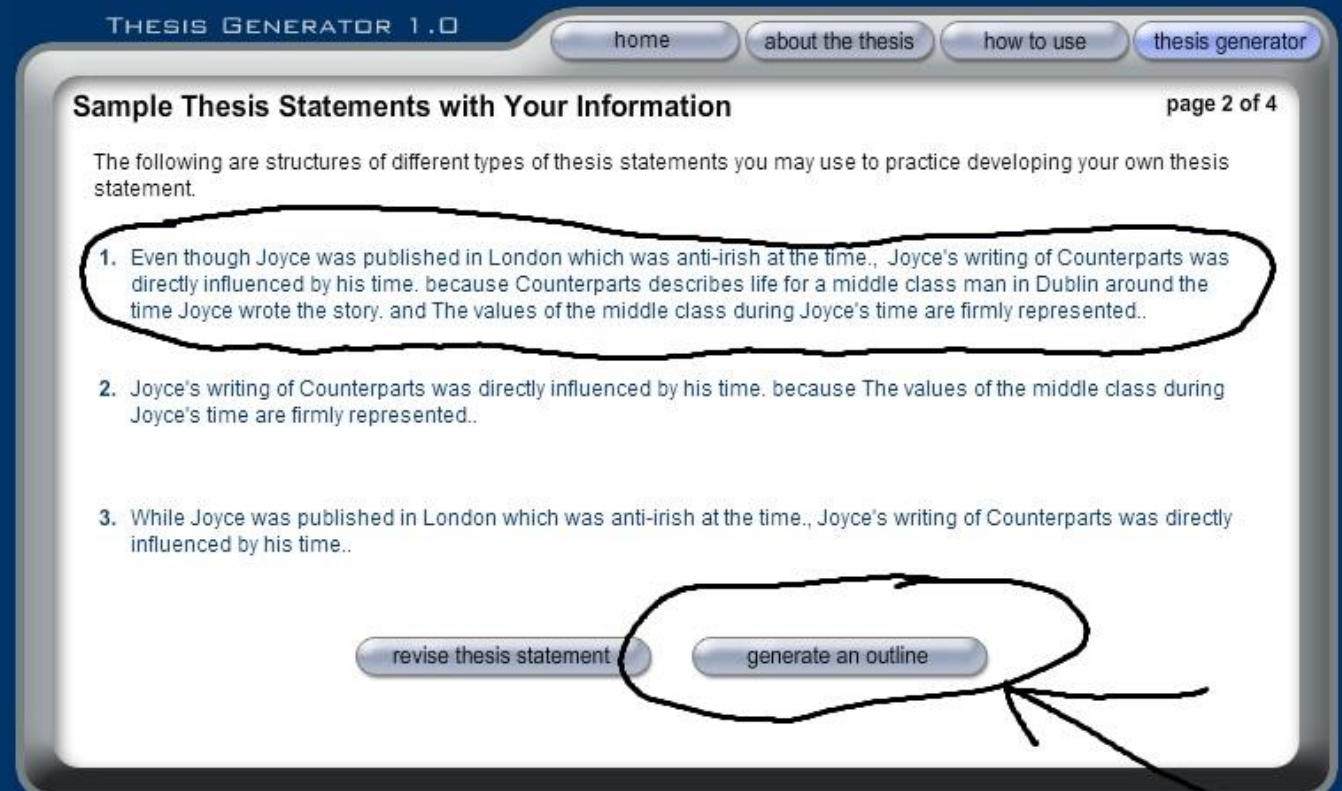 THESIS GENERATOR 1.0
home
about the thesis
how to use
thesis generator
Sample Thesis Statements with Your Information
page 2 of 4
The following are structures of different types of thesis statements you may use to practice developing your own thesis
statement.
1. Even though Joyce was published in London which was anti-irish at the time., Joyce's writing of Counterparts was
directly influenced by his time. because Counterparts describes life for a middle class man in Dublin around the
time Joyce wrote the story. and The values of the middle class during Joyce's time are firmly represented..
2. Joyce's writing of Counterparts was directly influenced by his time. because The values of the middle class during
Joyce's time are firmly represented..
3. While Joyce was published in London which was anti-irish at the time., Joyce's writing of Counterparts was directly
influenced by his time..
revise thesis statement
generate an outline